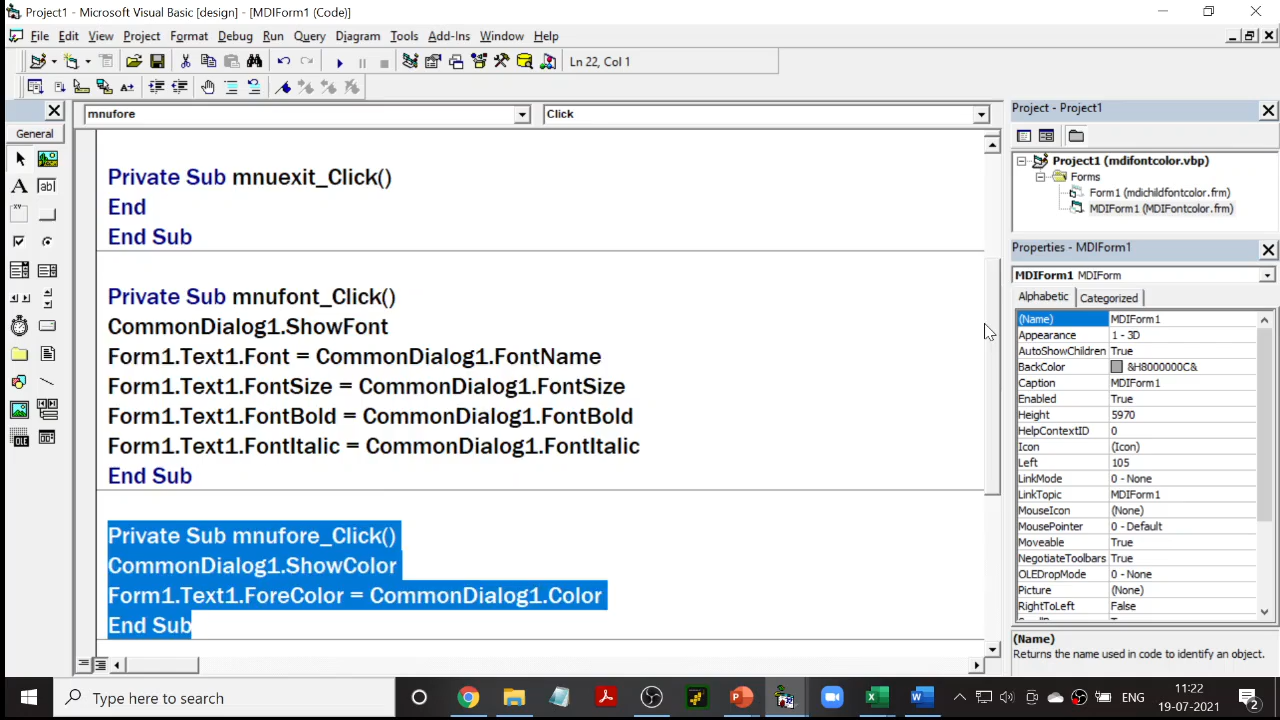 Project1 - Microsoft Visual Basic [design] - [MDIForm1 (Code)]
File Edit View Project Format Debug Run Query Diagram Tools Add-Ins Window Help
Ln 22, Col 1
General
mnufore
Click
Private Sub mnuexit_Click()
End
End Sub
Private Sub mnufont_Click()
CommonDialog1.ShowFont
Form1.Text1.Font = CommonDialog1.FontName
Form1.Text1.FontSize = CommonDialog1.FontSize
Form1.Text1.FontBold = CommonDialog1.FontBold
Form1.Text1.FontItalic = CommonDialog1.FontItalic
End Sub
Private Sub mnufore_Click()
CommonDialog1.ShowColor
Form1.Text1.ForeColor = CommonDialog1.Color
End Sub
Project - Project1
Project1 (mdifontcolor.vbp)
Forms
Form1 (mdichildfontcolor.frm)
MDIForm1 (MDIFontcolor.frm)
Properties - MDIForm1
MDIForm1 MDIForm
Alphabetic Categorized
(Name) MDIForm1
Appearance 1 - 3D
AutoShowChildren True
BackColor &H8000000C&
Caption MDIForm1
Enabled True
Height 5970
HelpContextID 0
Icon (Icon)
Left 105
LinkMode 0 - None
LinkTopic MDIForm1
MouseIcon (None)
MousePointer 0 - Default
Moveable True
NegotiateToolbars True
OLEDropMode 0 - None
Picture (None)
RightToLeft False
(Name)
Returns the name used in code to identify an object.
Type here to search
ENG
11:22
19-07-2021
2